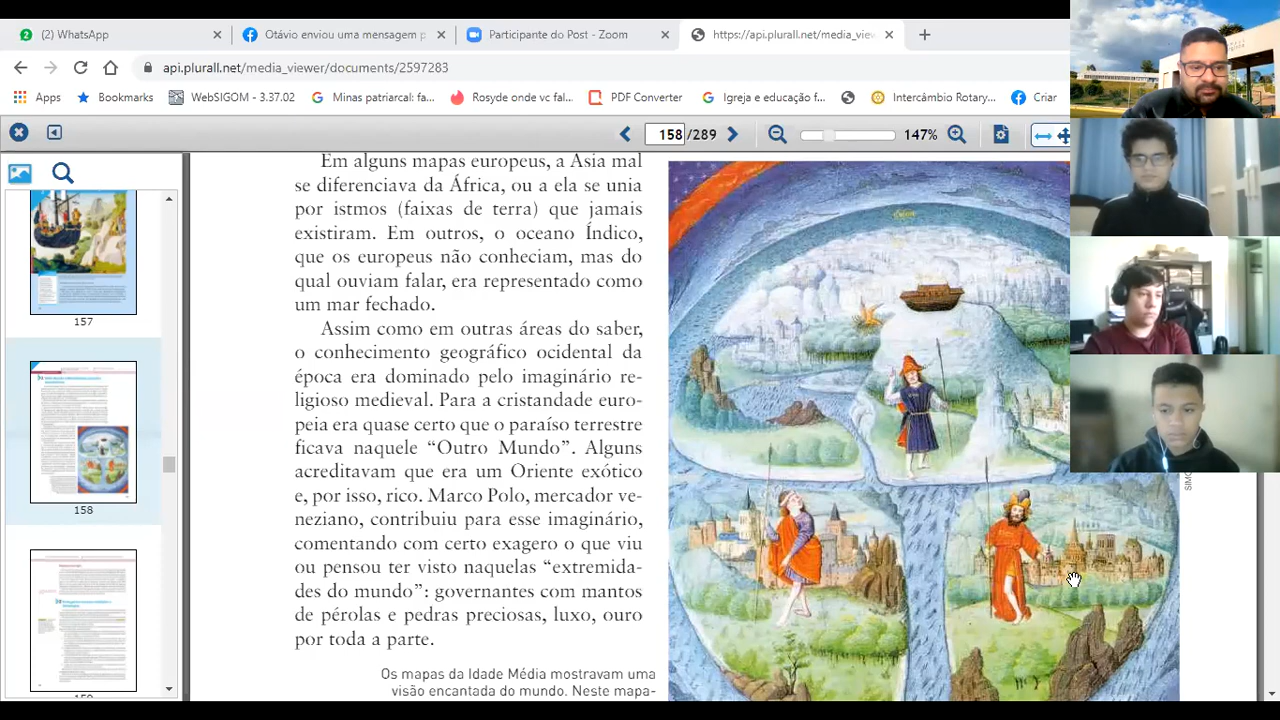 (2) WhatsApp
Otávio enviou uma mensagem p
Participante do Post - Zoom
https://api.plurall.net/media_view
api.plurall.net/media_viewer/document/2907283
Apps
Bookmarks
WebSIGOM - 3.37.02
Minas para
Rosyde
anda
PDF Converter
Igreja e educação f...
Intercâmbio Rotary...
Criar
158 /289
147%
Em alguns mapas europeus, a Asia mal
se diferenciava da Africa, ou a ela se unia
por istmos (faixas de terra) que jamais
existiram. Em outros, o oceano Índico,
que os europeus não conheciam, mas do
qual ouviam falar, era representado como
um mar fechado.
Assim como em outras áreas do saber,
o conhecimento geográfico ocidental da
época era dominado pelo imaginário re-
ligioso medieval. Para a cristandade euro-
peia era quase certo que o paraíso terrestre
ficava naquele “Outro Mundo”. Alguns
acreditavam que era um Oriente exótico
e, por isso, rico. Marco Polo, mercador ve-
neziano, contribuiu para esse imaginário,
comentando com certo exagero o que viu
ou pensou ter visto naquelas “extremida-
des do mundo”: governantes com mantos
de pérolas e pedras preciosas, luxo, ouro
por toda a parte.
Os mapas da Idade Média mostravam uma
visão encantada do mundo. Neste mapa-
157
158
159